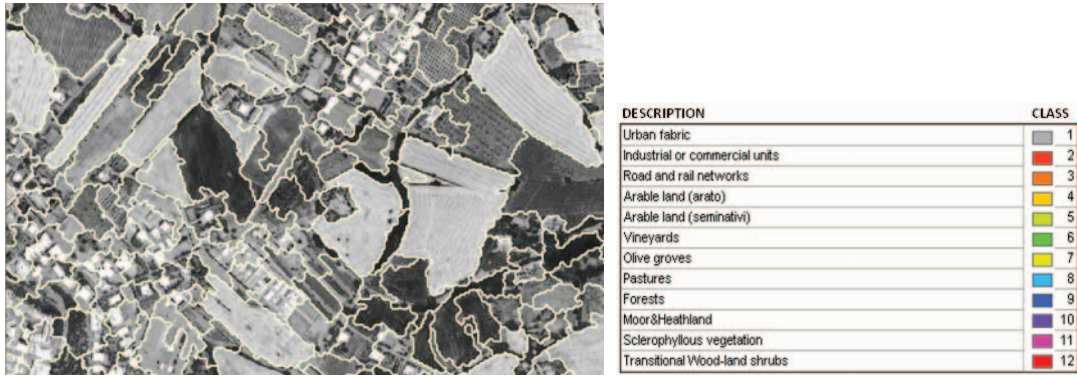 DESCRIPTION CLASS
Urban fabric 1
Industrial or commercial units 2
Road and rail networks 3
Arable land (arato) 4
Arable land (seminativi) 5
Vineyards 6
Olive groves 7
Pastures 8
Forests 9
Moor&Heathland 10
Sclerophyllous vegetation 11
Transitional Wood-land shrubs 12